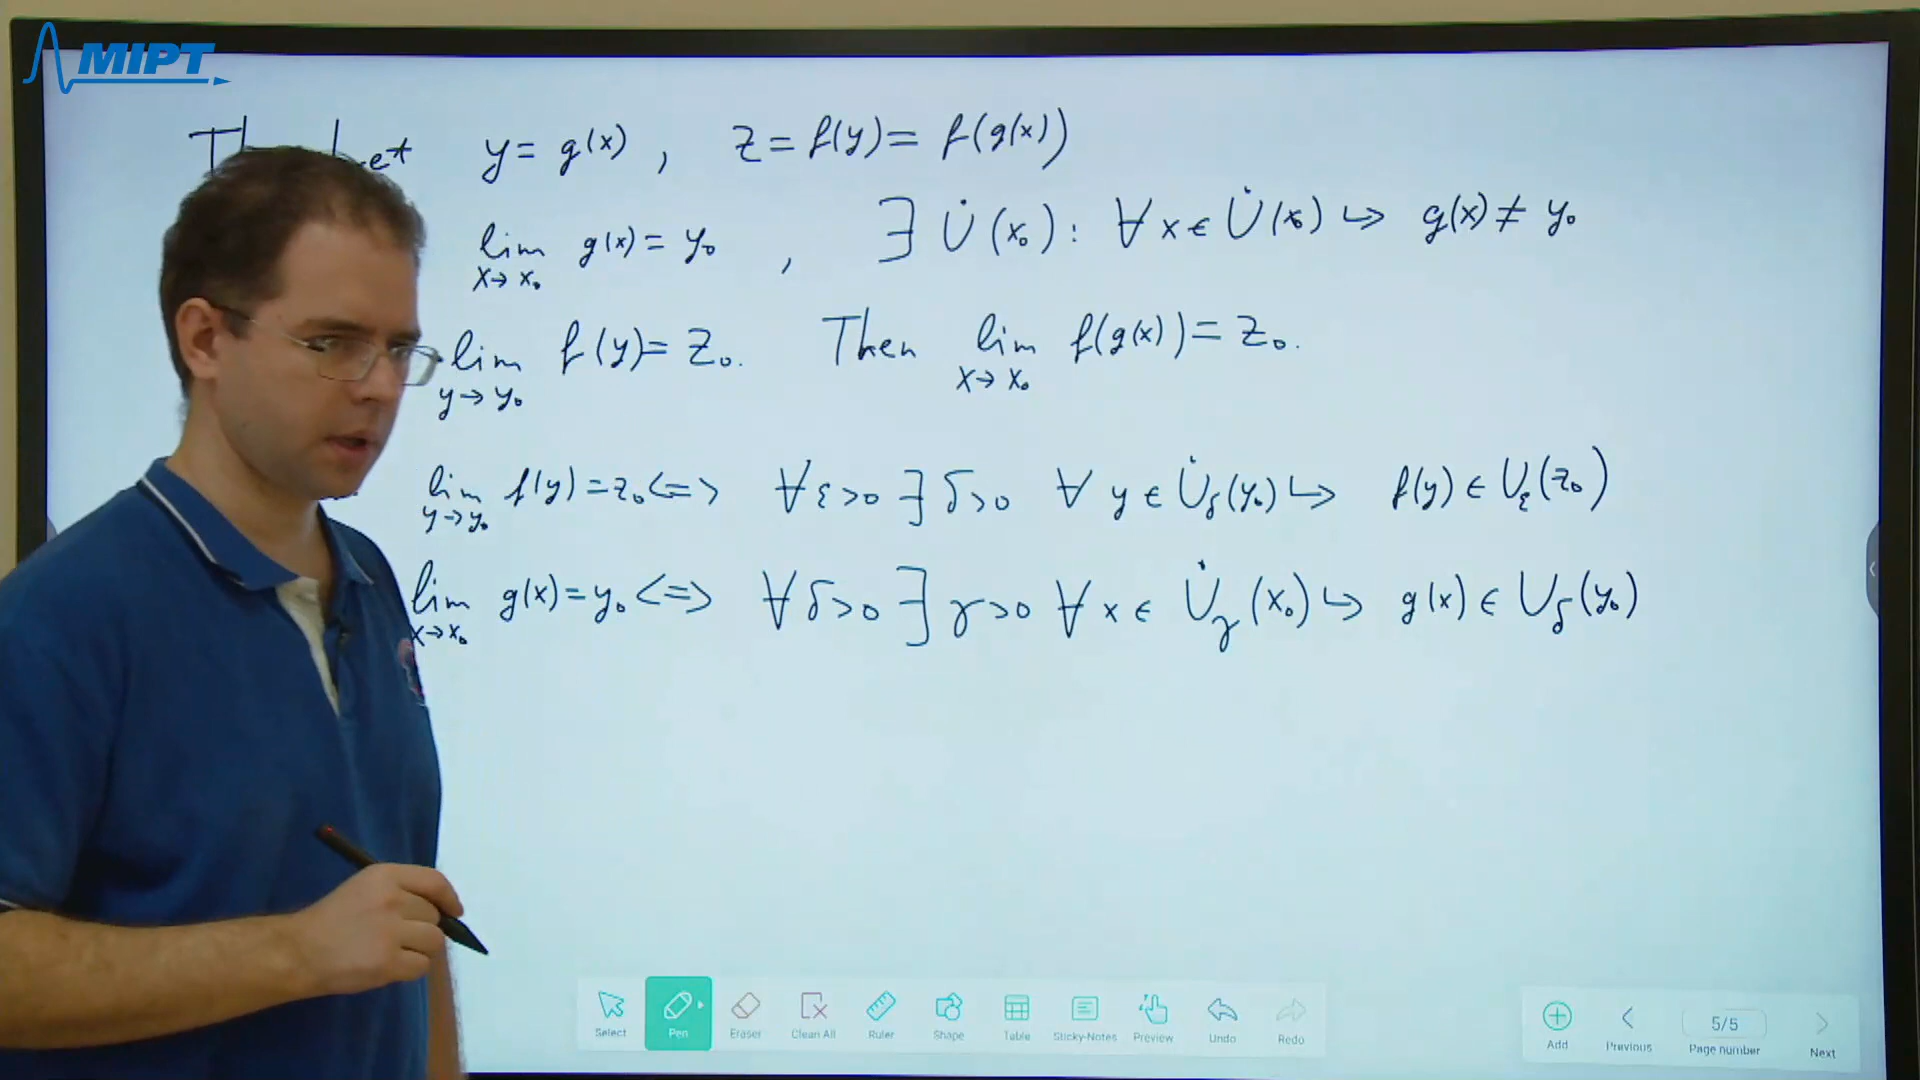 MIPT
y = g(x) , z = f(y) = f(g(x))
lim g(x) = y₀ , ∃ U̇(x₀) : ∀ x ∈ U̇(x₀) ↪ g(x) ≠ y₀
x→x₀
lim f(y) = z₀. Then lim f(g(x)) = z₀.
y→y₀ x→x₀
lim f(y) = z₀ <=> ∀ε>0 ∃ δ>0 ∀ y ∈ U̇δ(y₀) ↪ f(y) ∈ Uε(z₀)
y→y₀
lim g(x) = y₀ <=> ∀δ>0 ∃ γ>0 ∀ x ∈ U̇γ(x₀) ↪ g(x) ∈ Uδ(y₀)
x→x₀
Select Pen Eraser Clean All Ruler Shape Table Sticky-Notes Preview Undo Redo
5/5
Add Previous Page number Next